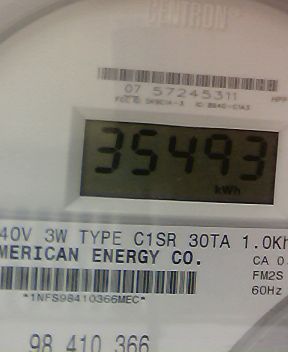 CENTRON®
07 57245311
35493
kWh
40V 3W TYPE C1SR 30TA 1.0Kh
MERICAN ENERGY CO.
CA 0.
FM2S
60Hz
*1NFS98410366MEC*
98 410 366